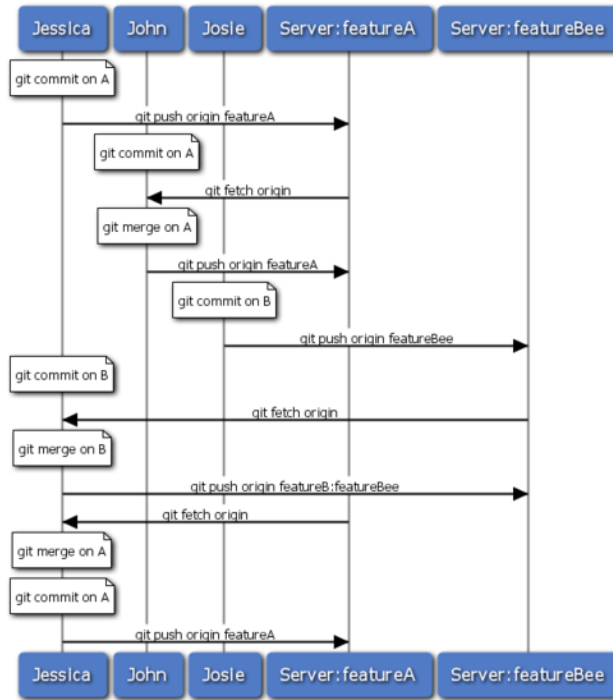 Jessica
John
Josie
Server:featureA
Server:featureBee
git commit on A
git push origin featureA
git commit on A
git fetch origin
git merge on A
git push origin featureA
git commit on B
git push origin featureBee
git commit on B
git fetch origin
git merge on B
git push origin featureB:featureBee
git fetch origin
git merge on A
git commit on A
git push origin featureA
Jessica
John
Josie
Server:featureA
Server:featureBee